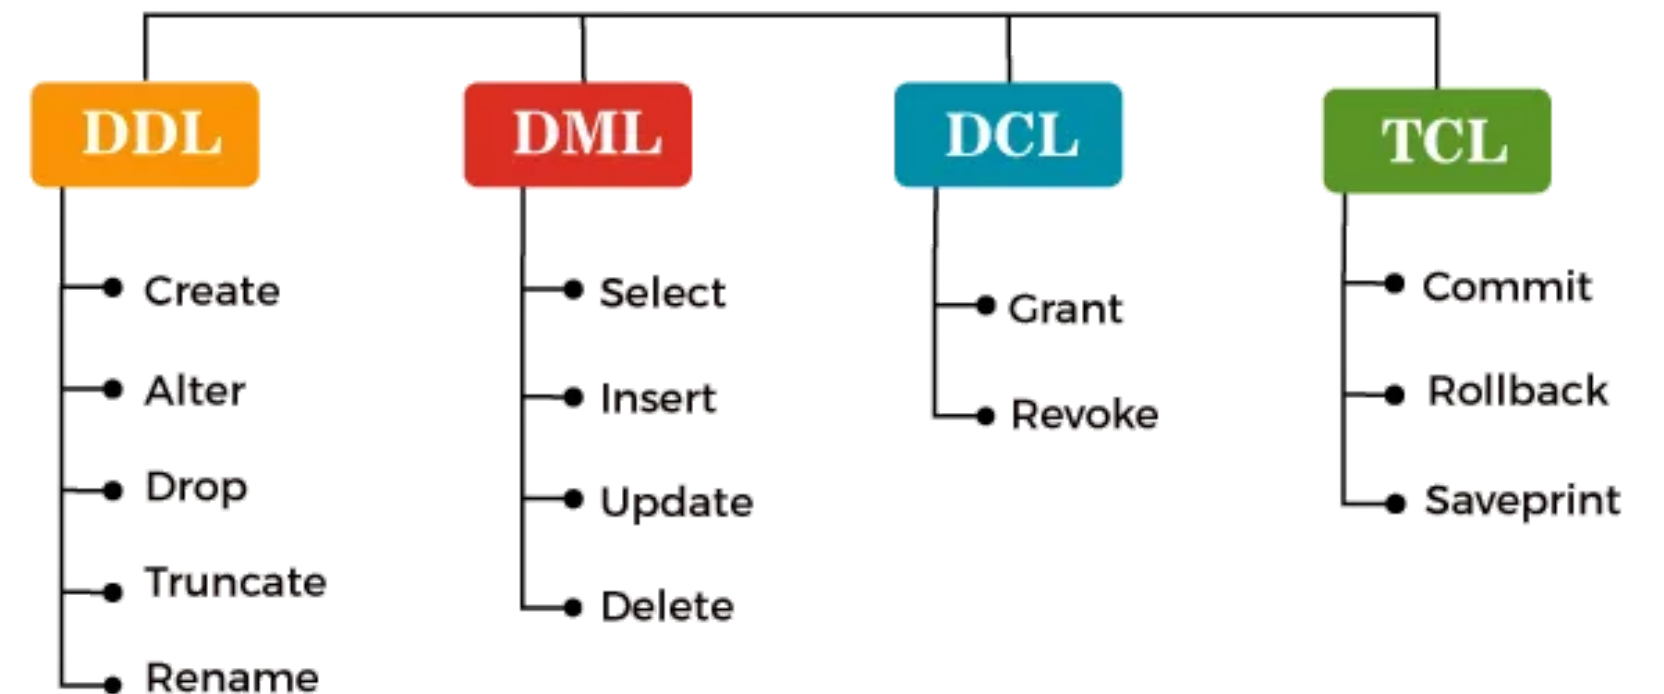 DDL
Create
Alter
Drop
Truncate
Rename
DML
Select
Insert
Update
Delete
DCL
Grant
Revoke
TCL
Commit
Rollback
Saveprint